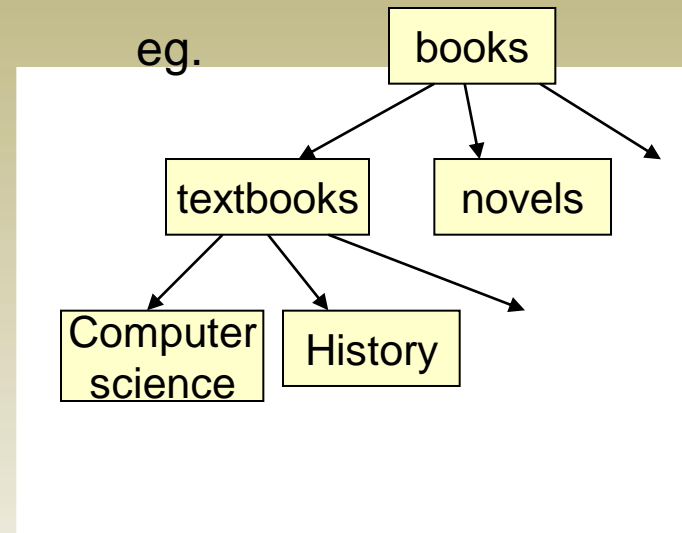 eg.
books
textbooks
novels
Computer
science
History